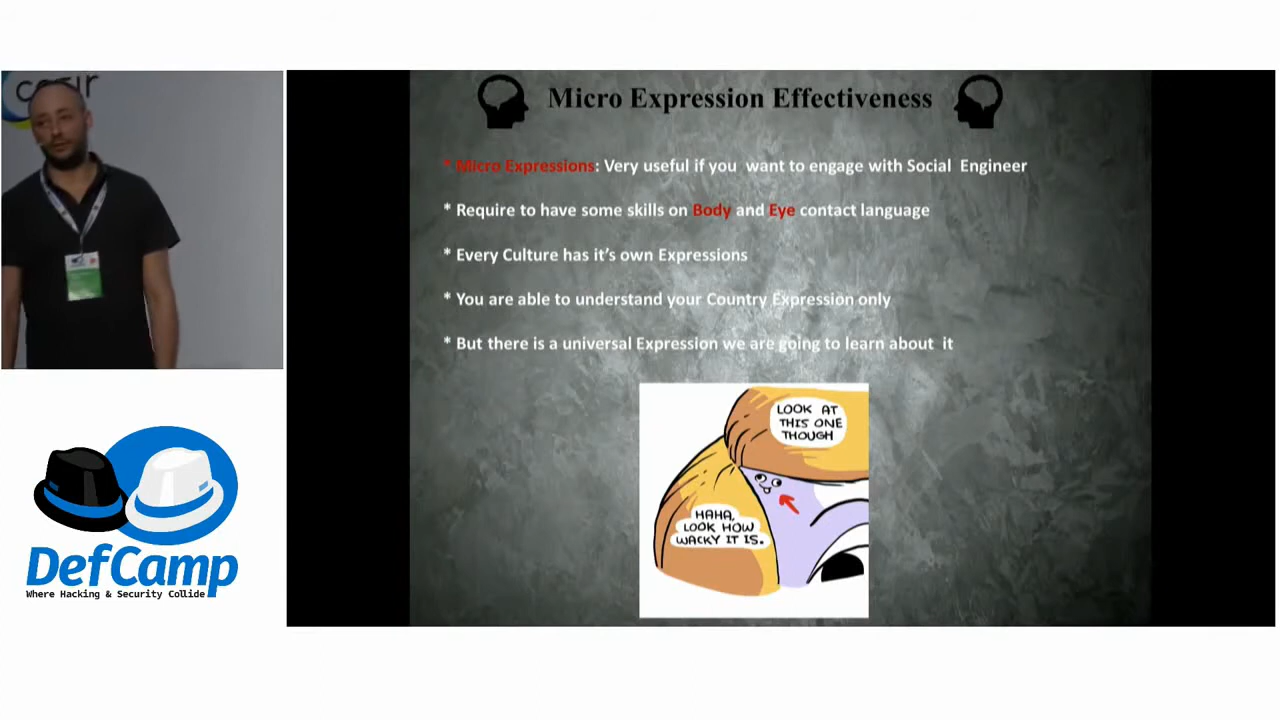 Micro Expression Effectiveness
* Micro Expressions: Very useful if you want to engage with Social Engineer
* Require to have some skills on Body and Eye contact language
* Every Culture has it's own Expressions
* You are able to understand your Country Expression only
* But there is a universal Expression we are going to learn about it
LOOK AT
THIS ONE
THOUGH
HAHA,
LOOK HOW
WACKY IT IS.
DefCamp
Where Hacking & Security Collide